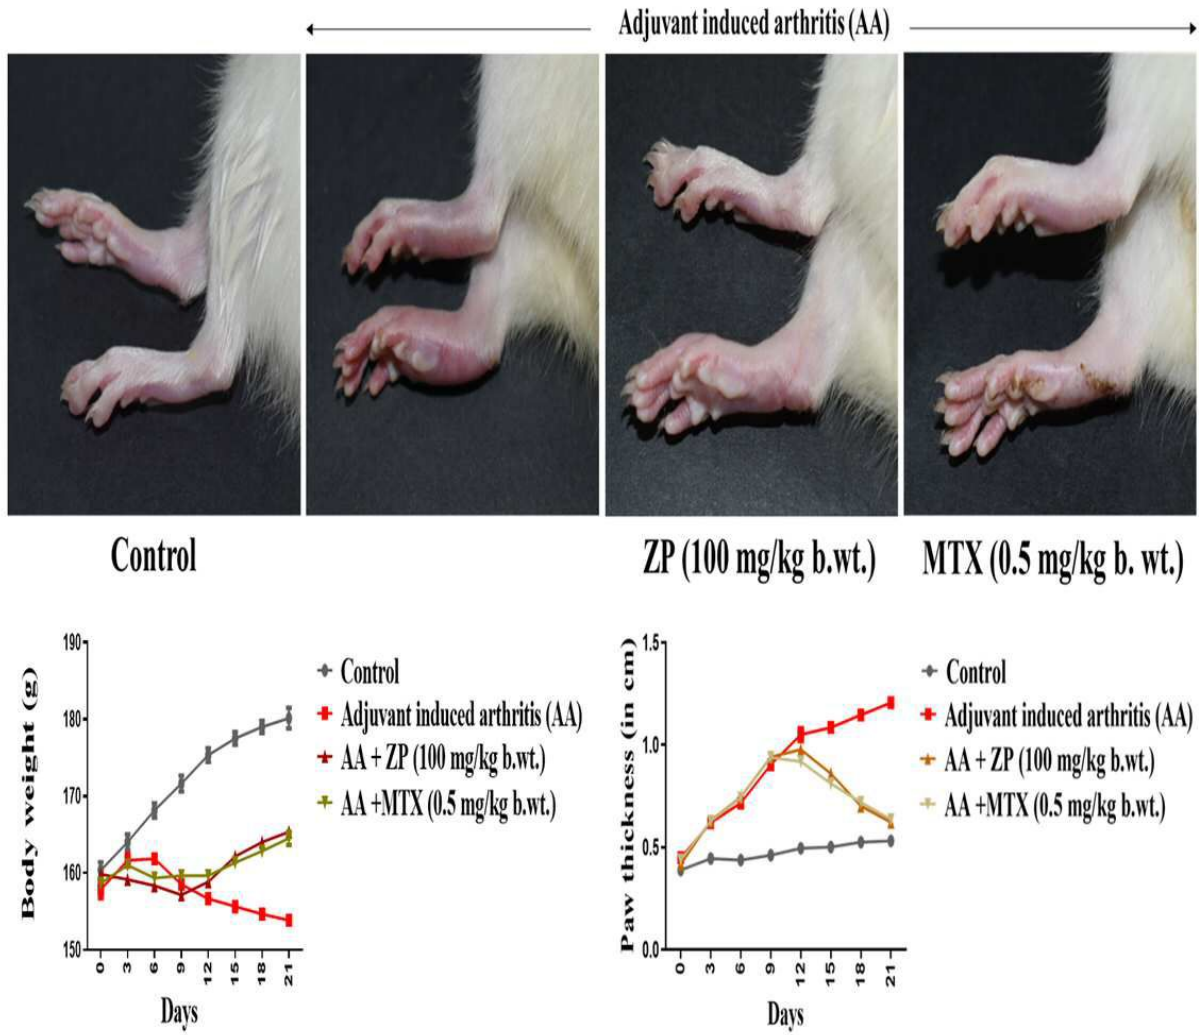 Adjuvant induced arthritis (AA)
Control
ZP (100 mg/kg b.wt.)
MTX (0.5 mg/kg b. wt.)
Body weight (g)
190
180
170
160
150
0 3 6 9 12 15 18 21
Days
Control
Adjuvant induced arthritis (AA)
AA + ZP (100 mg/kg b.wt.)
AA +MTX (0.5 mg/kg b.wt.)
Paw thickness (in cm)
1.5
1.0
0.5
0.0
0 3 6 9 12 15 18 21
Days
Control
Adjuvant induced arthritis (AA)
AA + ZP (100 mg/kg b.wt.)
AA +MTX (0.5 mg/kg b.wt.)